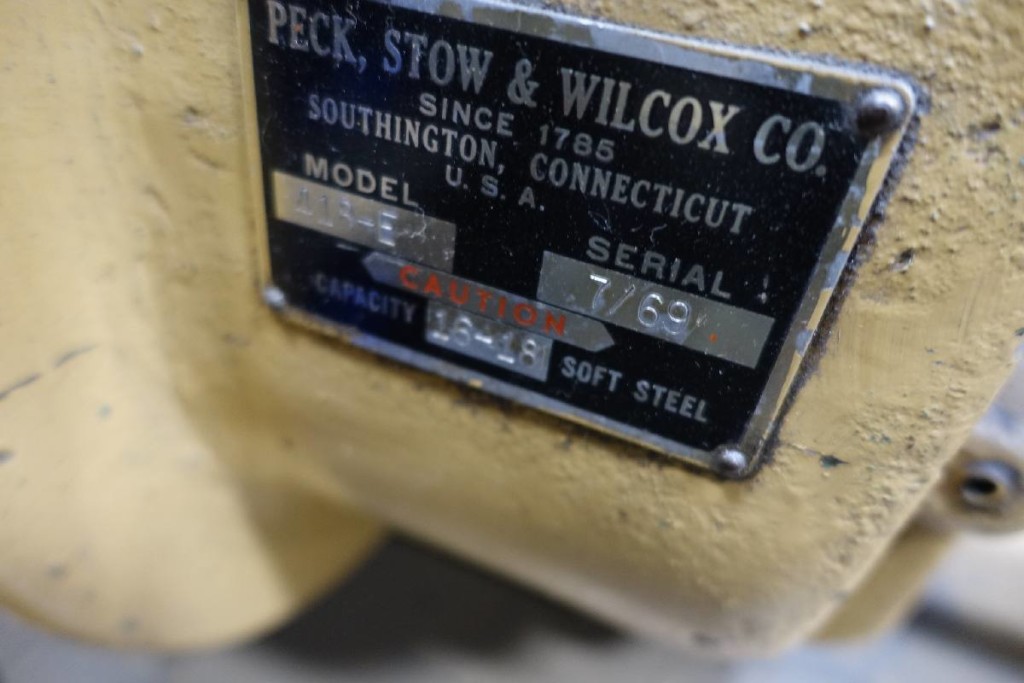 PECK, STOW & WILCOX CO.
SINCE 1785
SOUTHINGTON, CONNECTICUT
U. S. A.
MODEL
SERIAL
7/69
CAUTION
CAPACITY 16-18 SOFT STEEL